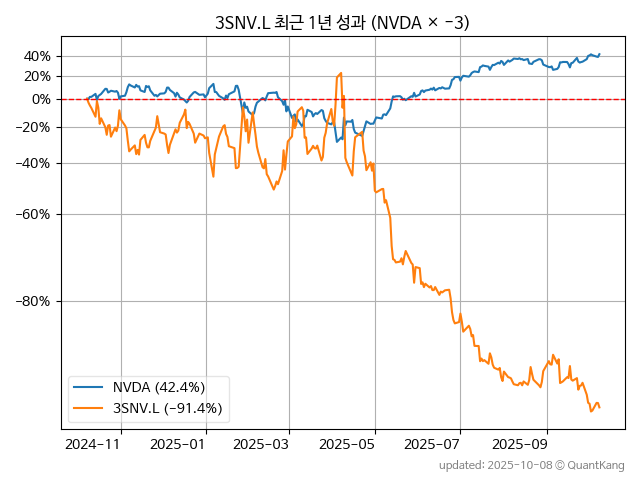 3SNV.L 최근 1년 성과 (NVDA × -3)
40%
20%
0%
-20%
-40%
-60%
-80%
NVDA (42.4%)
3SNV.L (-91.4%)
2024-11 2025-01 2025-03 2025-05 2025-07 2025-09
updated: 2025-10-08 © QuantKang